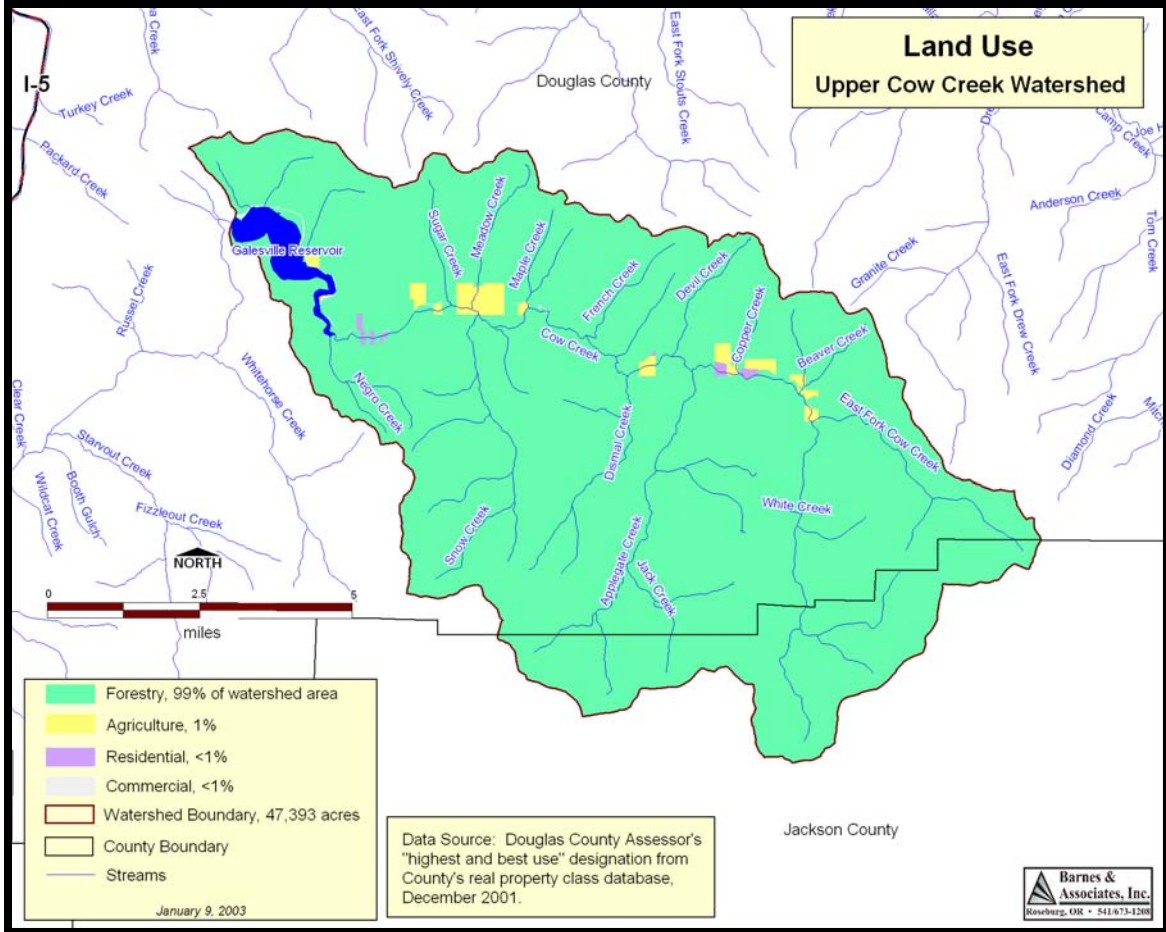 Land Use
Upper Cow Creek Watershed
I-5
Turkey Creek
Packard Creek
East Fork Shively Creek
Douglas County
East Fork Stouts Creek
Camp Creek
Joe H
Anderson Creek
Tom Creek
Granite Creek
East Fork Drew Creek
Diamond Creek
Galesville Reservoir
Sugar Creek
Meadow Creek
Maple Creek
French Creek
Devil Creek
Copper Creek
Beaver Creek
Cow Creek
East Fork Cow Creek
Russel Creek
Whitehorse Creek
Negro Creek
Dismal Creek
White Creek
Snow Creek
Applegate Creek
Jack Creek
Clear Creek
Starvout Creek
Wildcat Creek
Booth Gulch
Fizzleout Creek
NORTH
0 2.5 5
miles
Forestry, 99% of watershed area
Agriculture, 1%
Residential, <1%
Commercial, <1%
Watershed Boundary, 47,393 acres
County Boundary
Streams
January 9, 2003
Data Source: Douglas County Assessor's
"highest and best use" designation from
County's real property class database,
December 2001.
Jackson County
Barnes &
Associates, Inc.
Roseburg, OR • 541/673-1208